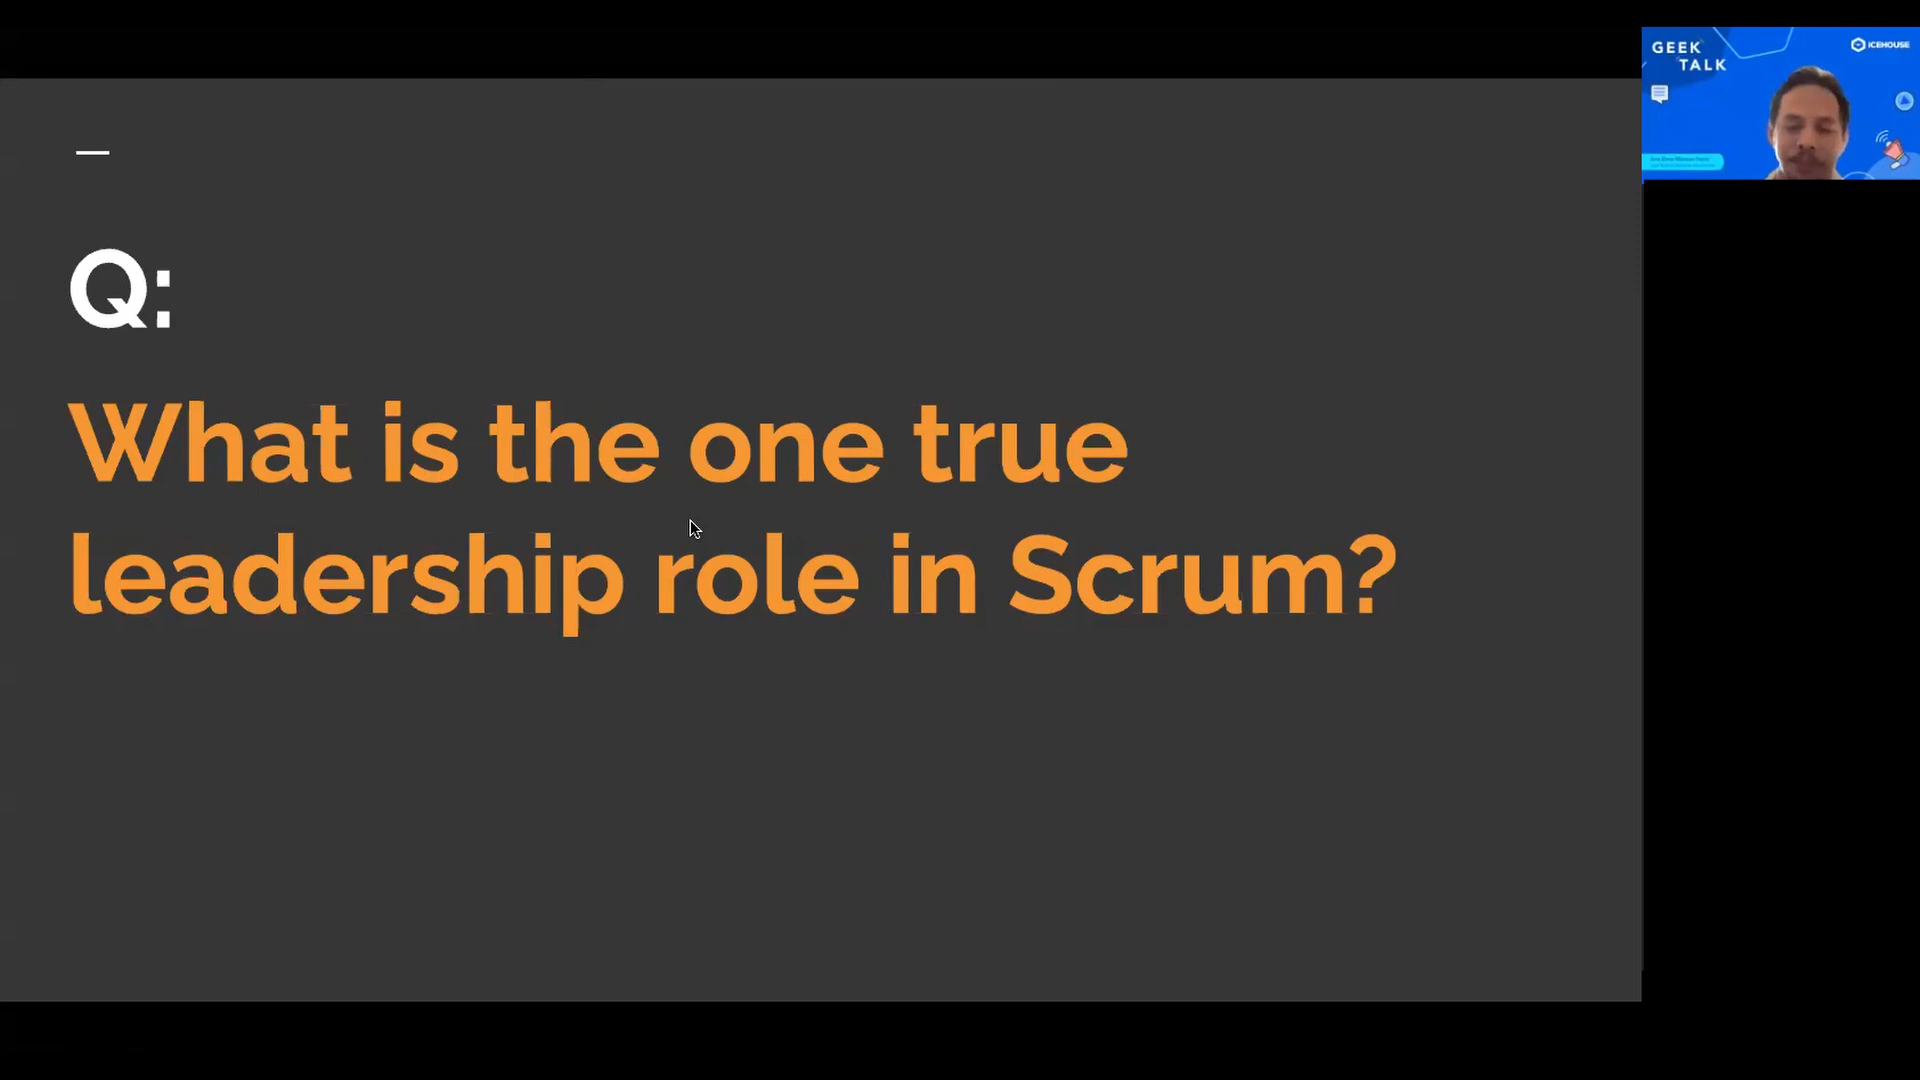 Q:
What is the one true
leadership role in Scrum?
GEEK
TALK
ICEHOUSE